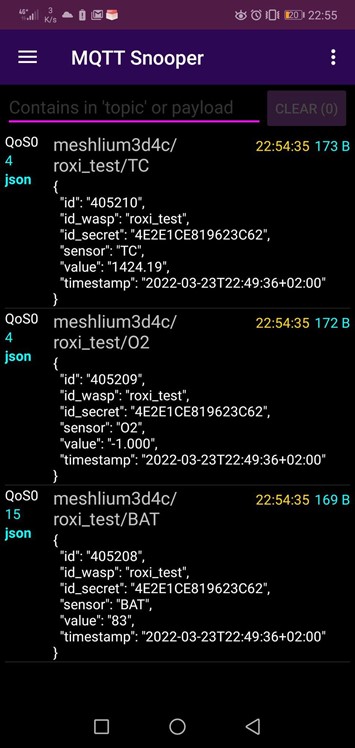 4G+ 3 K/s 20 22:55
MQTT Snooper
Contains in 'topic' or payload CLEAR (0)
QoS0 meshlium3d4c/ 22:54:35 173 B
4 roxi_test/TC
json {
"id": "405210",
"id_wasp": "roxi_test",
"id_secret": "4E2E1CE819623C62",
"sensor": "TC",
"value": "1424.19",
"timestamp": "2022-03-23T22:49:36+02:00"
}
QoS0 meshlium3d4c/ 22:54:35 172 B
4 roxi_test/O2
json {
"id": "405209",
"id_wasp": "roxi_test",
"id_secret": "4E2E1CE819623C62",
"sensor": "O2",
"value": "-1.000",
"timestamp": "2022-03-23T22:49:36+02:00"
}
QoS0 meshlium3d4c/ 22:54:35 169 B
15 roxi_test/BAT
json {
"id": "405208",
"id_wasp": "roxi_test",
"id_secret": "4E2E1CE819623C62",
"sensor": "BAT",
"value": "83",
"timestamp": "2022-03-23T22:49:36+02:00"
}